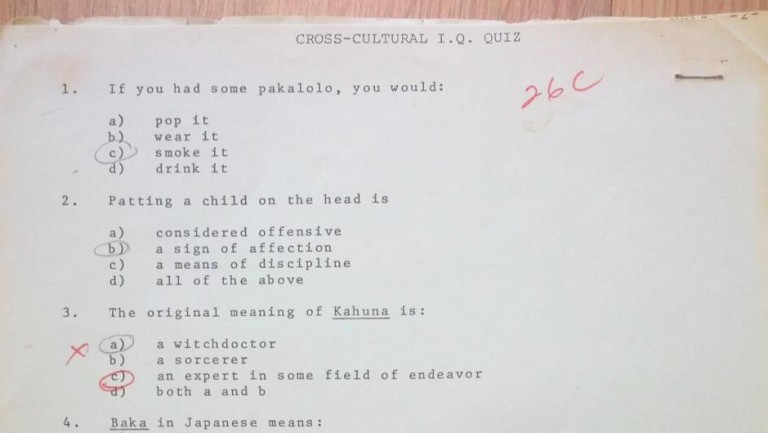 CROSS-CULTURAL I.Q. QUIZ
26C
1. If you had some pakalolo, you would:
a) pop it
b) wear it
c) smoke it
d) drink it
2. Patting a child on the head is
a) considered offensive
b) a sign of affection
c) a means of discipline
d) all of the above
3. The original meaning of Kahuna is:
a) a witchdoctor
b) a sorcerer
c) an expert in some field of endeavor
d) both a and b
4. Baka in Japanese means: